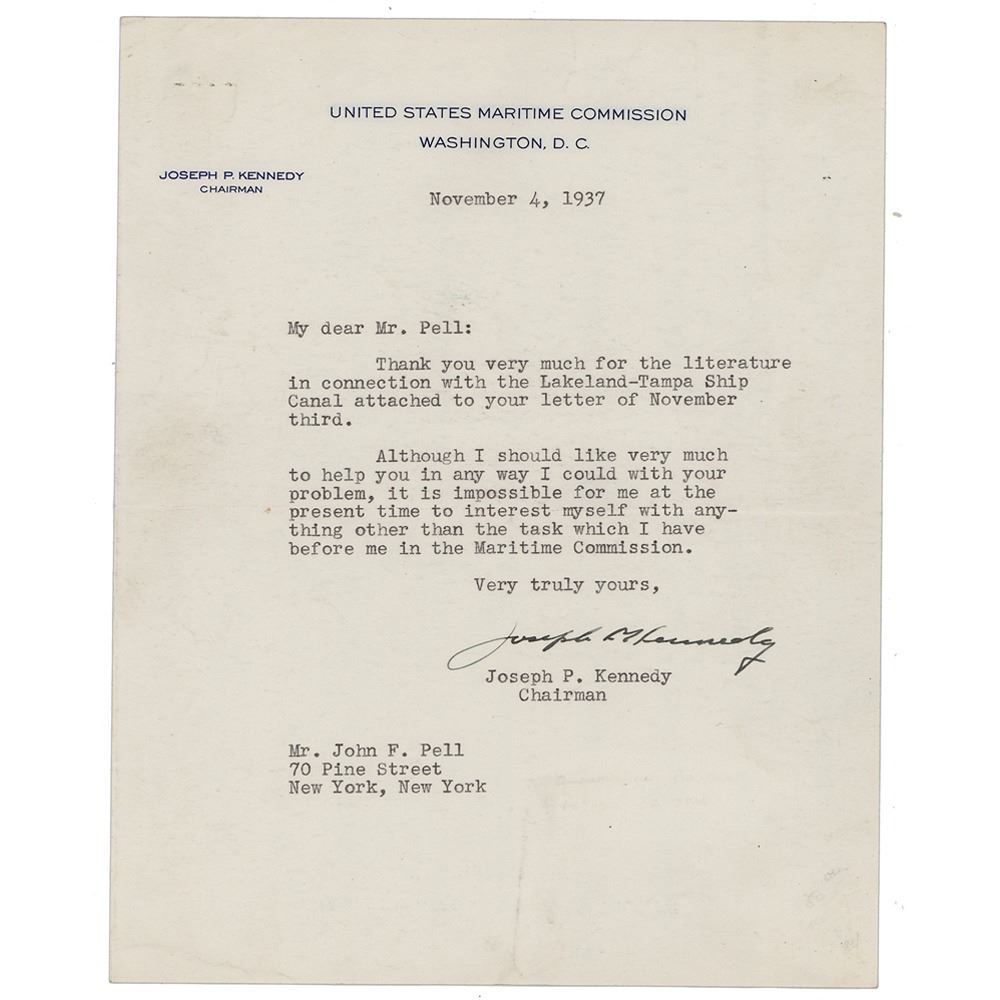 UNITED STATES MARITIME COMMISSION
WASHINGTON, D. C.
JOSEPH P. KENNEDY
CHAIRMAN
November 4, 1937
My dear Mr. Pell:
Thank you very much for the literature
in connection with the Lakeland-Tampa Ship
Canal attached to your letter of November
third.
Although I should like very much
to help you in any way I could with your
problem, it is impossible for me at the
present time to interest myself with any-
thing other than the task which I have
before me in the Maritime Commission.
Very truly yours,
Joseph P Kennedy
Joseph P. Kennedy
Chairman
Mr. John F. Pell
70 Pine Street
New York, New York